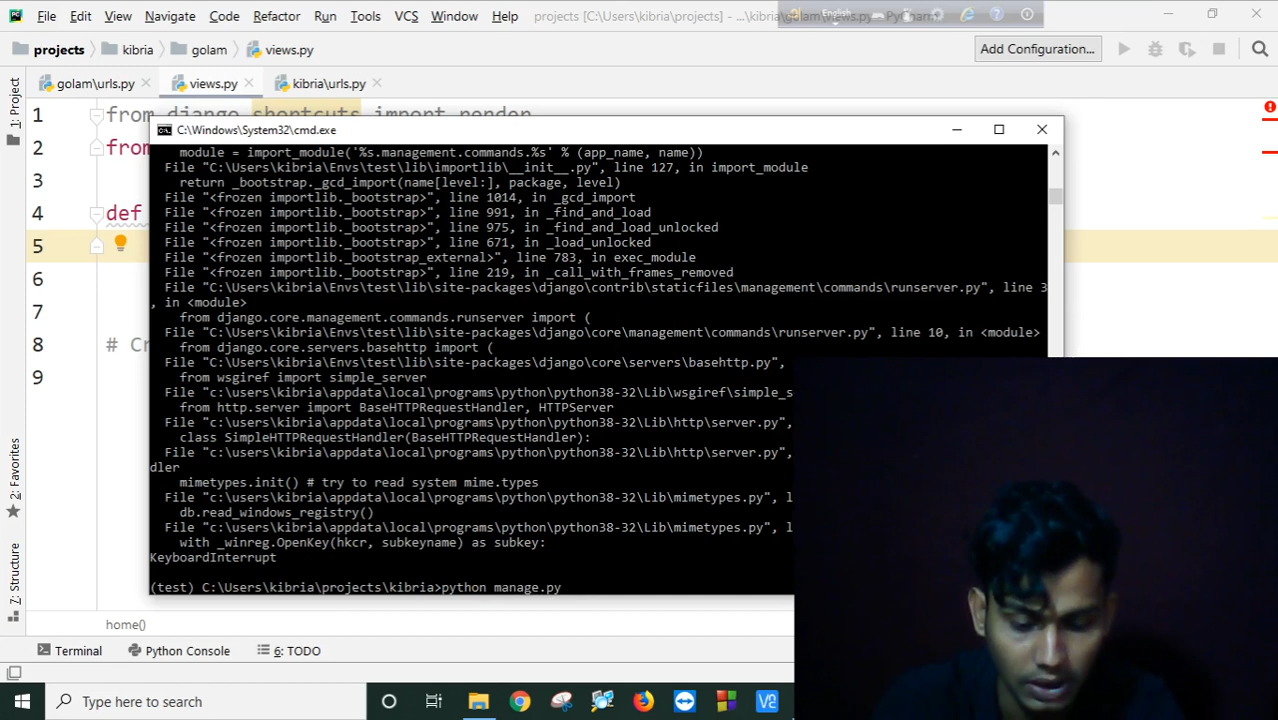 File Edit View Navigate Code Refactor Run Tools VCS Window Help projects [C:\Users\kibria\projects] - ...\kibria\golam\views.py - PyCharm
English
projects kibria golam views.py Add Configuration...
golam\urls.py views.py kibria\urls.py
1: Project
1 from django.shortcuts import render
2 from
3
4 def
5
6
7
8 # Cr
9
C:\Windows\System32\cmd.exe
module = import_module('%s.management.commands.%s' % (app_name, name))
File "C:\Users\kibria\Envs\test\lib\importlib\__init__.py", line 127, in import_module
return _bootstrap._gcd_import(name[level:], package, level)
File "<frozen importlib._bootstrap>", line 1014, in _gcd_import
File "<frozen importlib._bootstrap>", line 991, in _find_and_load
File "<frozen importlib._bootstrap>", line 975, in _find_and_load_unlocked
File "<frozen importlib._bootstrap>", line 671, in _load_unlocked
File "<frozen importlib._bootstrap_external>", line 783, in exec_module
File "<frozen importlib._bootstrap>", line 219, in _call_with_frames_removed
File "C:\Users\kibria\Envs\test\lib\site-packages\django\contrib\staticfiles\management\commands\runserver.py", line 3
, in <module>
from django.core.management.commands.runserver import (
File "C:\Users\kibria\Envs\test\lib\site-packages\django\core\management\commands\runserver.py", line 10, in <module>
from django.core.servers.basehttp import (
File "C:\Users\kibria\Envs\test\lib\site-packages\django\core\servers\basehttp.py",
from wsgiref import simple_server
File "c:\users\kibria\appdata\local\programs\python\python38-32\Lib\wsgiref\simple_s
from http.server import BaseHTTPRequestHandler, HTTPServer
File "c:\users\kibria\appdata\local\programs\python\python38-32\Lib\http\server.py",
class SimpleHTTPRequestHandler(BaseHTTPRequestHandler):
File "c:\users\kibria\appdata\local\programs\python\python38-32\Lib\http\server.py",
dler
mimetypes.init() # try to read system mime.types
File "c:\users\kibria\appdata\local\programs\python\python38-32\Lib\mimetypes.py", l
db.read_windows_registry()
File "c:\users\kibria\appdata\local\programs\python\python38-32\Lib\mimetypes.py", l
with _winreg.OpenKey(hkcr, subkeyname) as subkey:
KeyboardInterrupt
(test) C:\Users\kibria\projects\kibria>python manage.py
2: Favorites
7: Structure
home()
Terminal Python Console 6: TODO
Type here to search